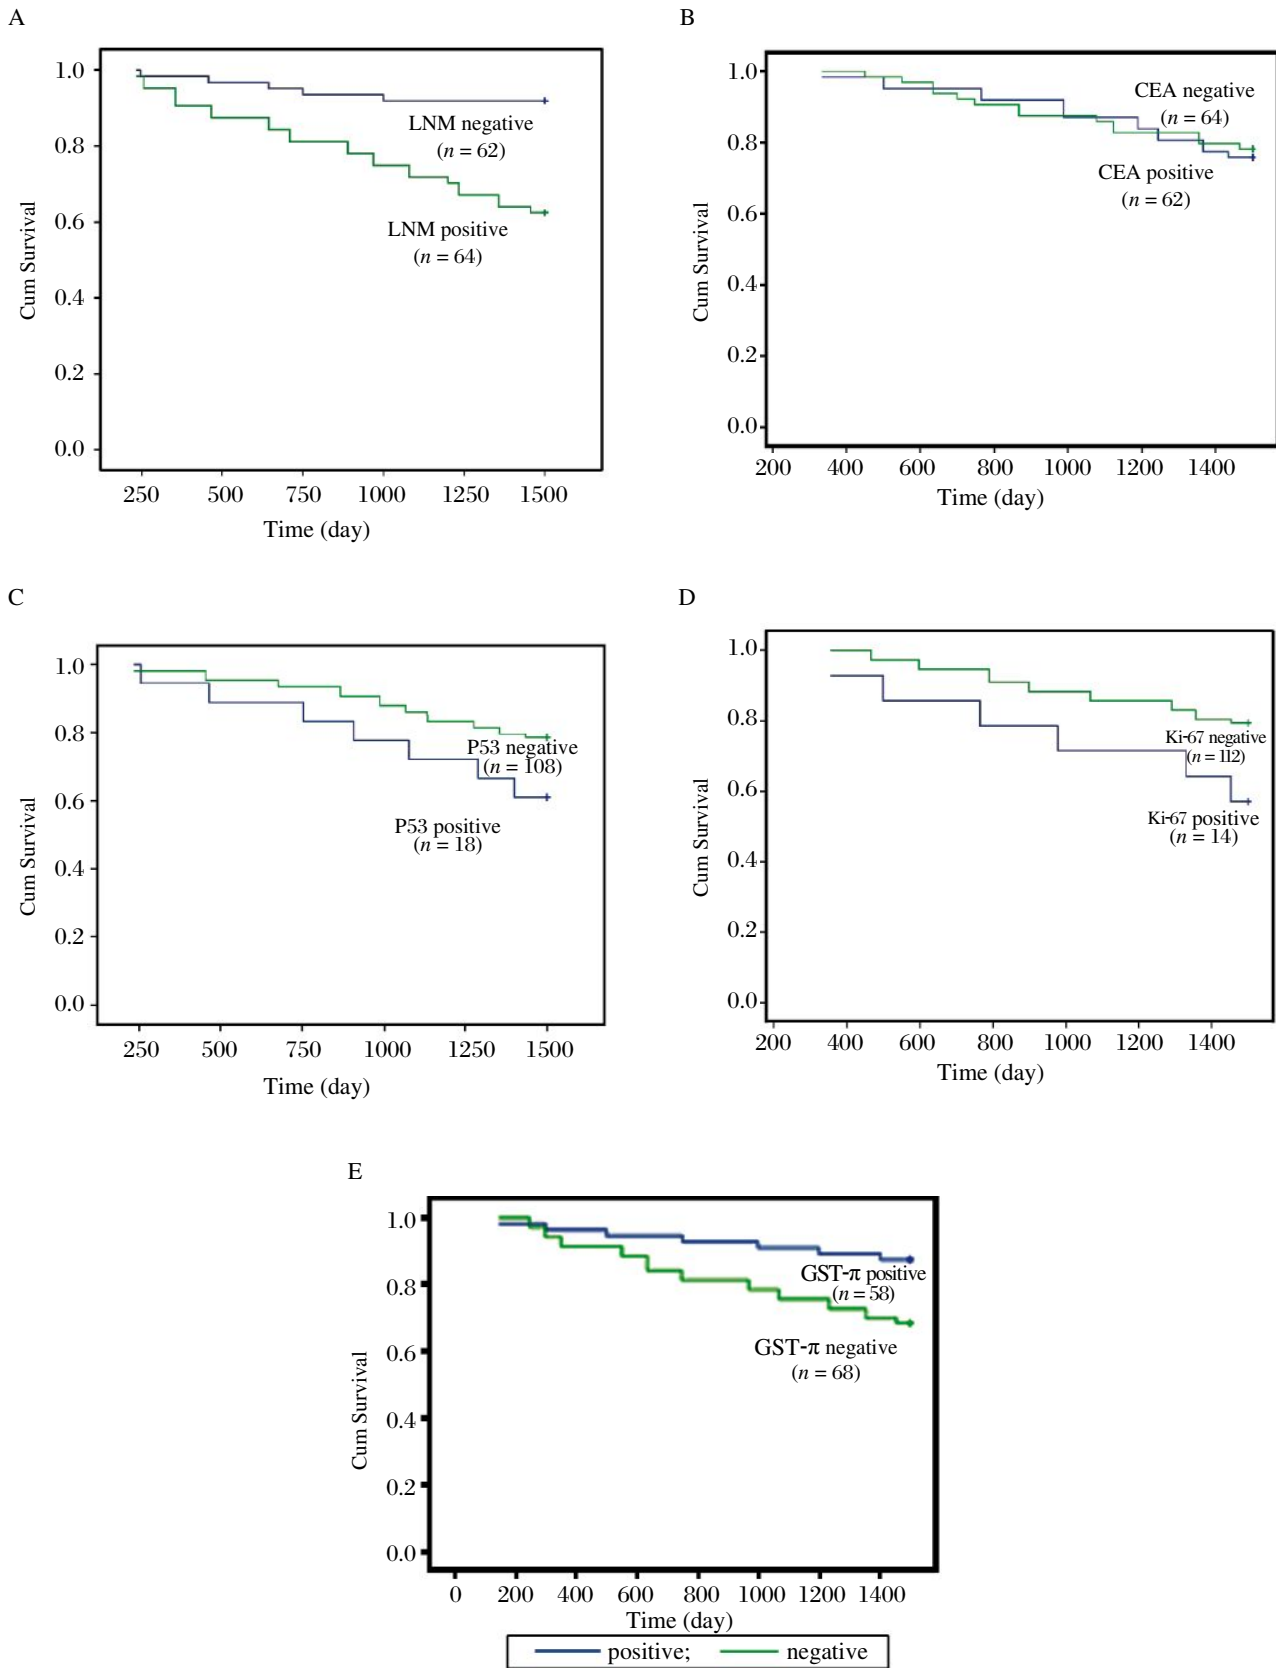 A
1.0
0.8
0.6
0.4
0.2
0.0
Cum Survival
LNM negative
(n = 62)
LNM positive
(n = 64)
250 500 750 1000 1250 1500
Time (day)
B
1.0
0.8
0.6
0.4
0.2
0.0
Cum Survival
CEA negative
(n = 64)
CEA positive
(n = 62)
200 400 600 800 1000 1200 1400
Time (day)
C
1.0
0.8
0.6
0.4
0.2
0.0
Cum Survival
P53 negative
(n = 108)
P53 positive
(n = 18)
250 500 750 1000 1250 1500
Time (day)
D
1.0
0.8
0.6
0.4
0.2
0.0
Cum Survival
Ki-67 negative
(n = 112)
Ki-67 positive
(n = 14)
200 400 600 800 1000 1200 1400
Time (day)
E
1.0
0.8
0.6
0.4
0.2
0.0
Cum Survival
GST-π positive
(n = 58)
GST-π negative
(n = 68)
0 200 400 600 800 1000 1200 1400
Time (day)
positive; negative